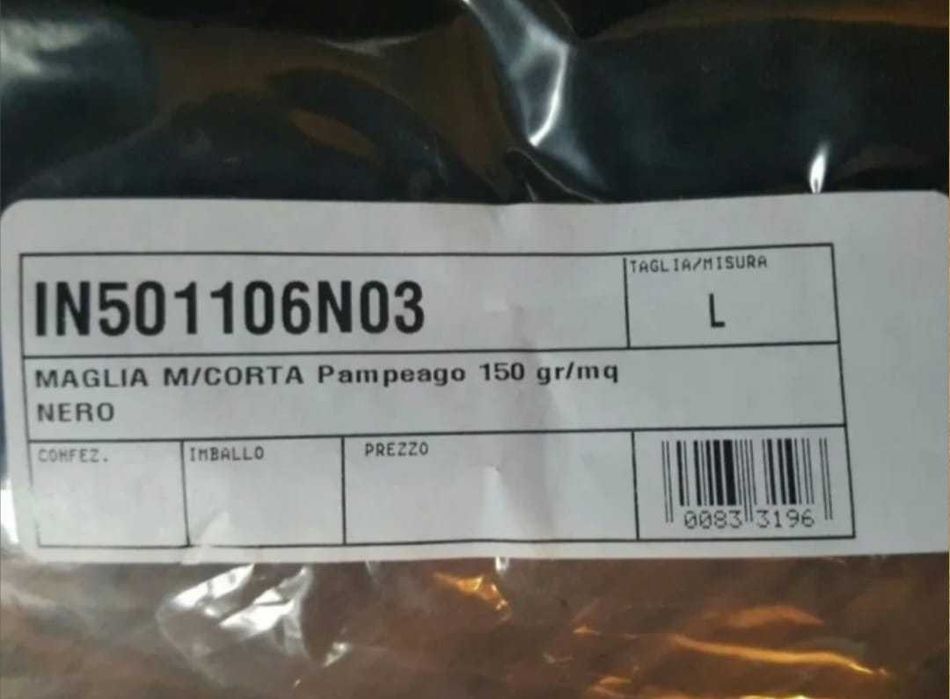 IN501106N03
TAGLIA/MISURA
L
MAGLIA M/CORTA Pampeago 150 gr/mq
NERO
CONFEZ.
IMBALLO
PREZZO
0083 3196